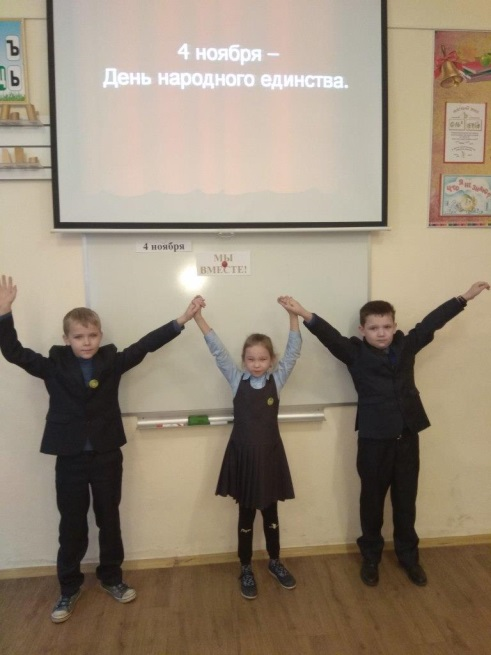 4 ноября –
День народного единства.
4 ноября
МЫ
ВМЕСТЕ!
Ъ